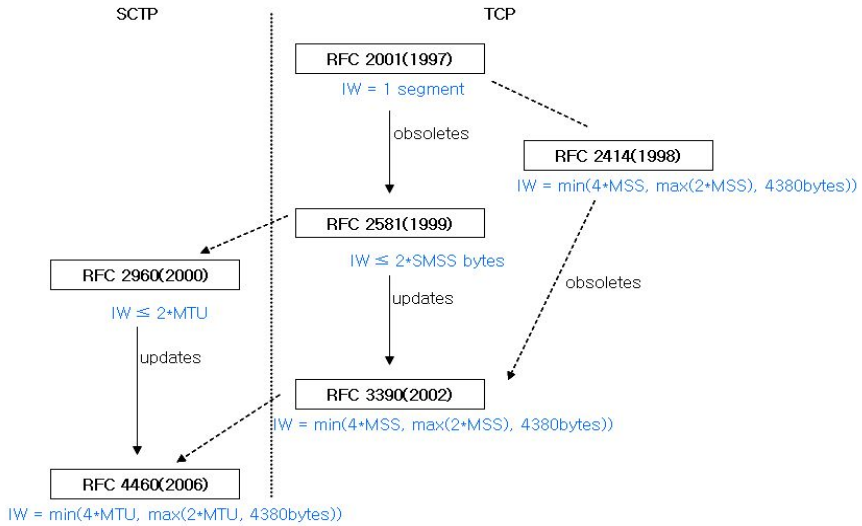 SCTP
TCP
RFC 2001(1997)
IW = 1 segment
obsoletes
RFC 2414(1998)
IW = min(4*MSS, max(2*MSS), 4380bytes))
RFC 2581(1999)
IW ≤ 2*SMSS bytes
RFC 2960(2000)
IW ≤ 2*MTU
updates
obsoletes
updates
RFC 3390(2002)
IW = min(4*MSS, max(2*MSS), 4380bytes))
RFC 4460(2006)
IW = min(4*MTU, max(2*MTU, 4380bytes))